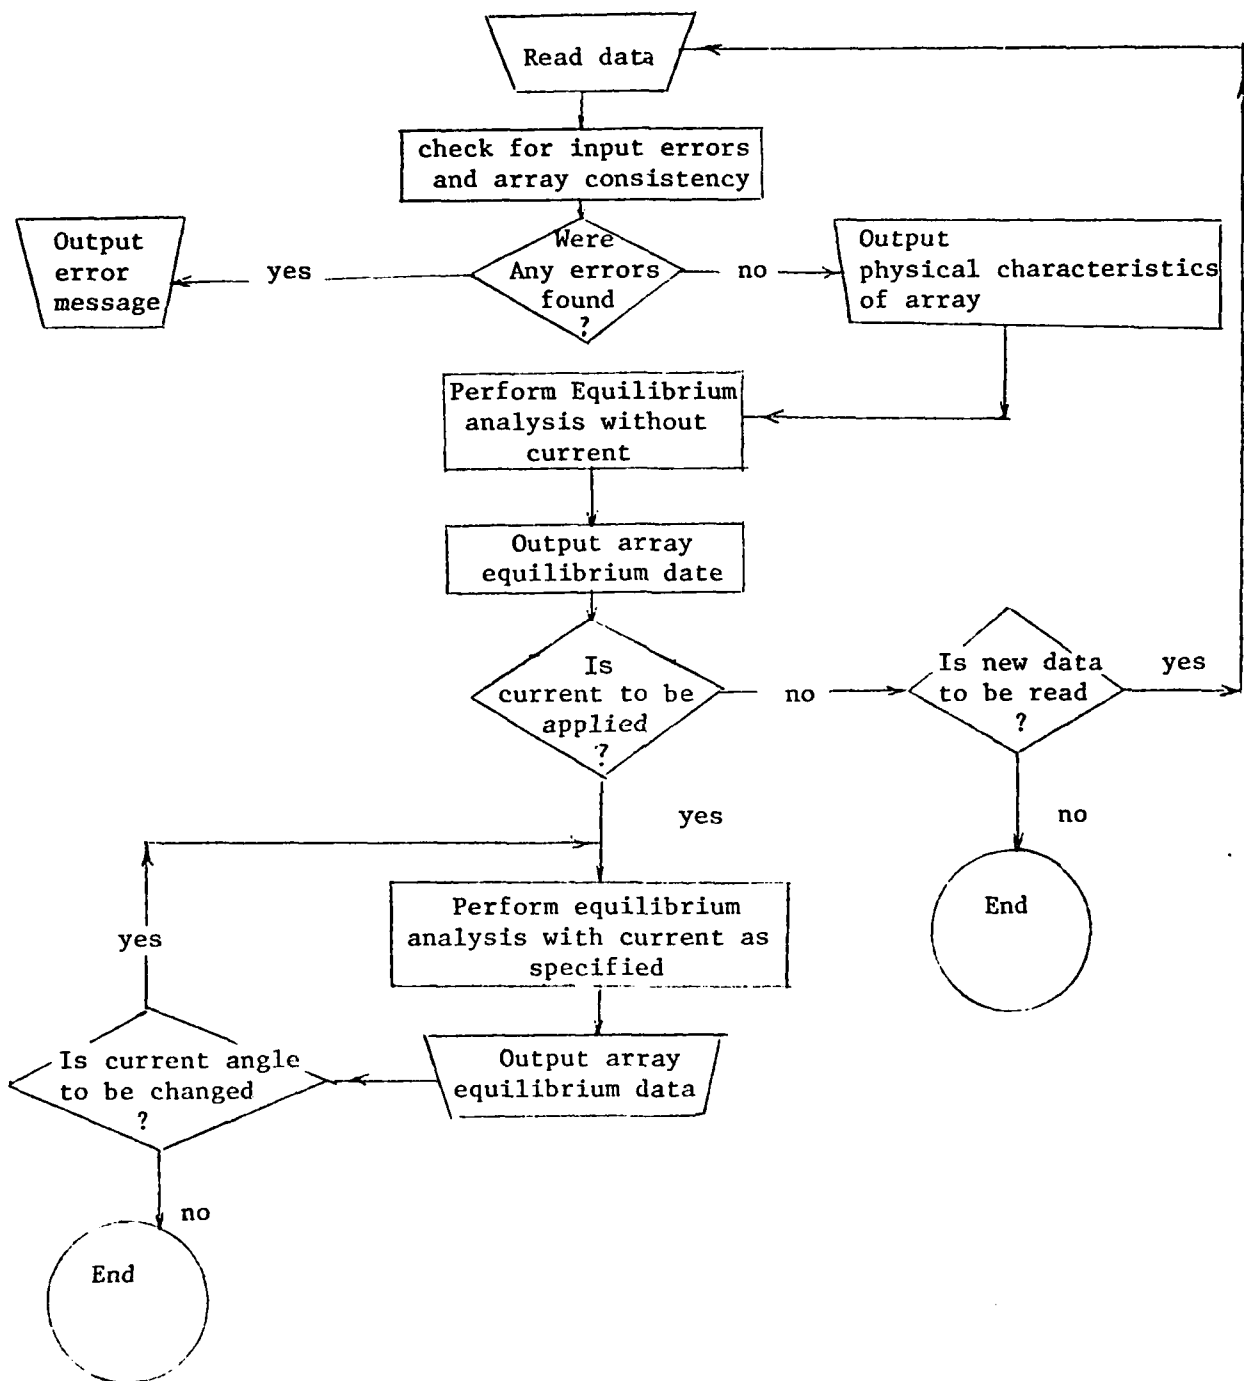 Read data
check for input errors
and array consistency
Were
Any errors
found
?
yes
no
Output
error
message
Output
physical characteristics
of array
Perform Equilibrium
analysis without
current
Output array
equilibrium date
Is
current to be
applied
?
no
Is new data
to be read
?
yes
yes
no
End
Perform equilibrium
analysis with current as
specified
yes
Output array
equilibrium data
Is current angle
to be changed
?
no
End